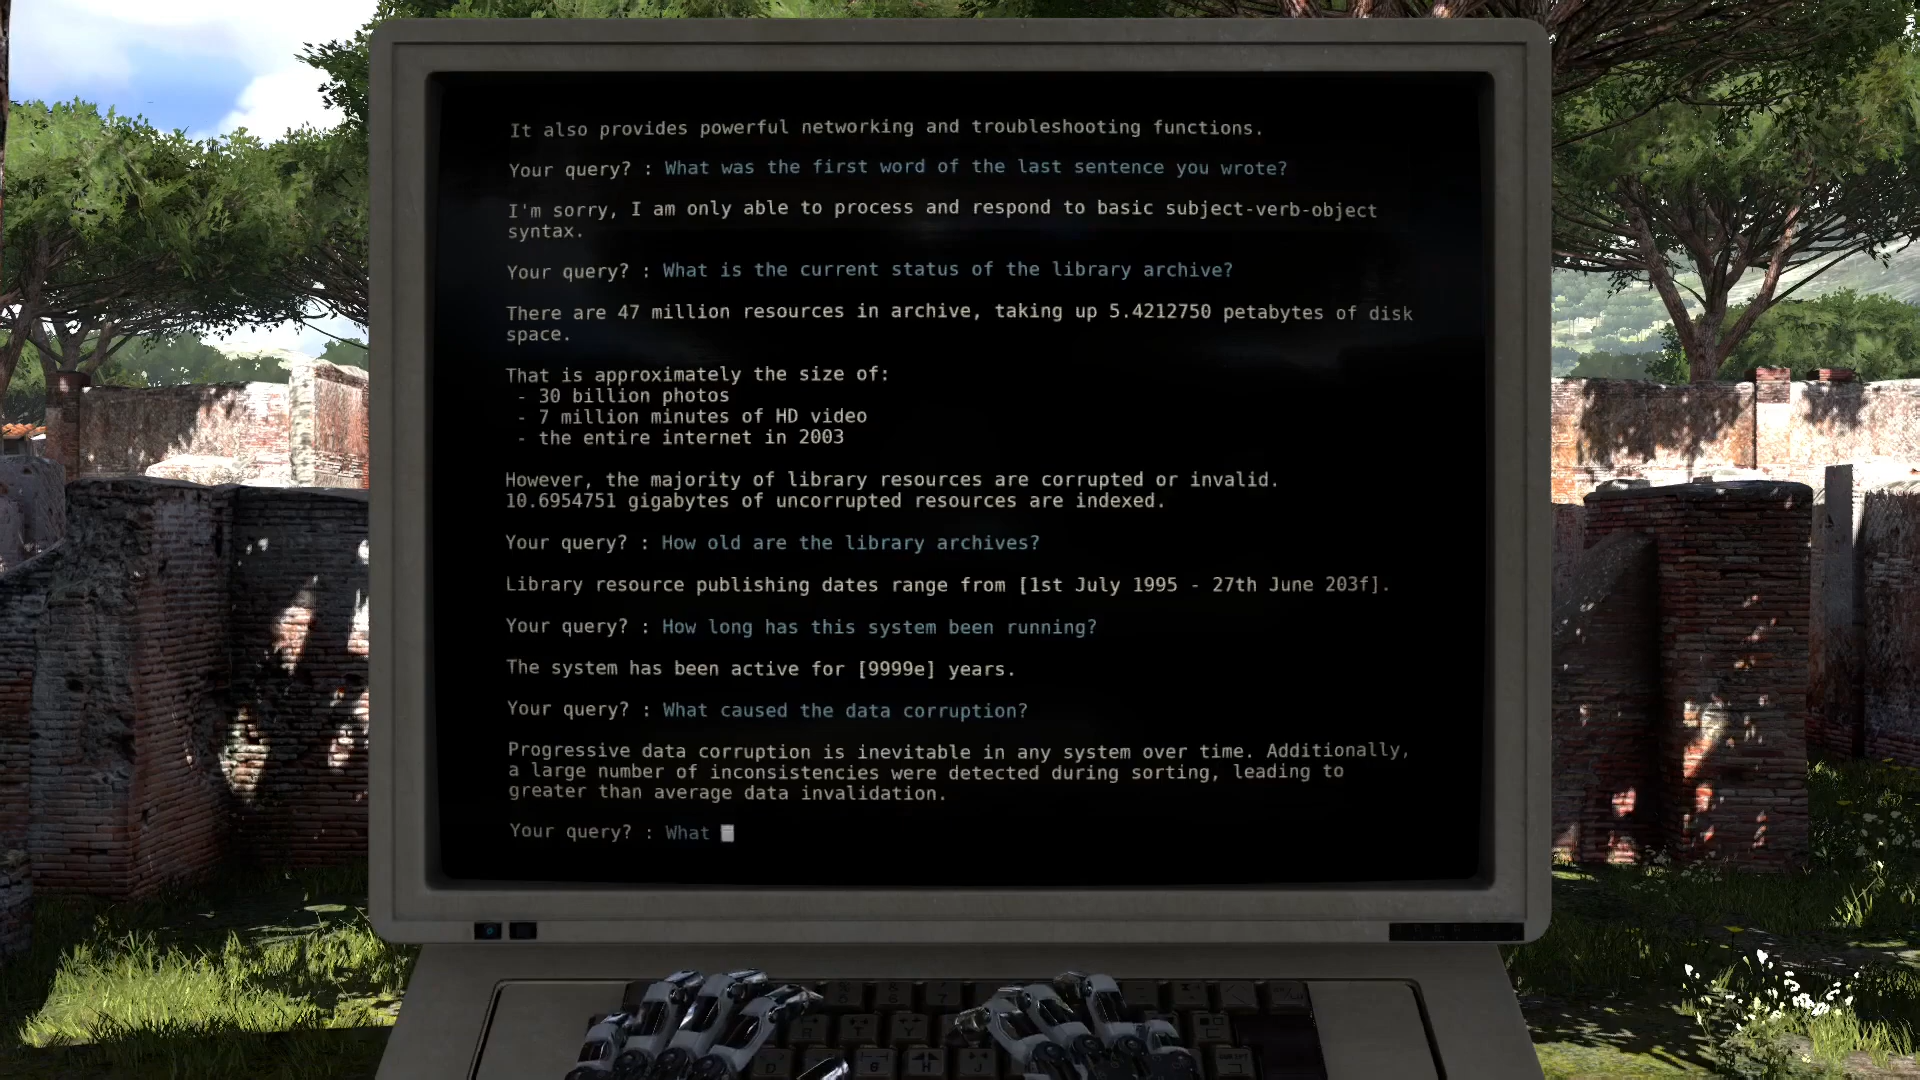 It also provides powerful networking and troubleshooting functions.
Your query? : What was the first word of the last sentence you wrote?
I'm sorry, I am only able to process and respond to basic subject-verb-object
syntax.
Your query? : What is the current status of the library archive?
There are 47 million resources in archive, taking up 5.4212750 petabytes of disk
space.
That is approximately the size of:
- 30 billion photos
- 7 million minutes of HD video
- the entire internet in 2003
However, the majority of library resources are corrupted or invalid.
10.6954751 gigabytes of uncorrupted resources are indexed.
Your query? : How old are the library archives?
Library resource publishing dates range from [1st July 1995 - 27th June 203f].
Your query? : How long has this system been running?
The system has been active for [9999e] years.
Your query? : What caused the data corruption?
Progressive data corruption is inevitable in any system over time. Additionally,
a large number of inconsistencies were detected during sorting, leading to
greater than average data invalidation.
Your query? : What